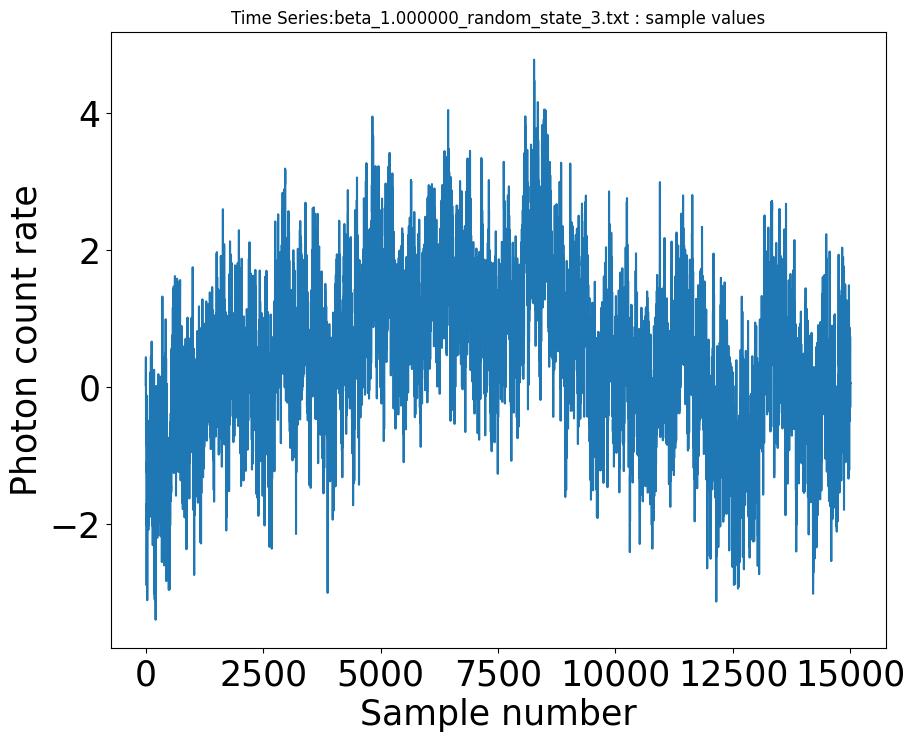 Time Series:beta_1.000000_random_state_3.txt : sample values
Photon count rate
4
2
0
−2
0 2500 5000 7500 10000 12500 15000
Sample number